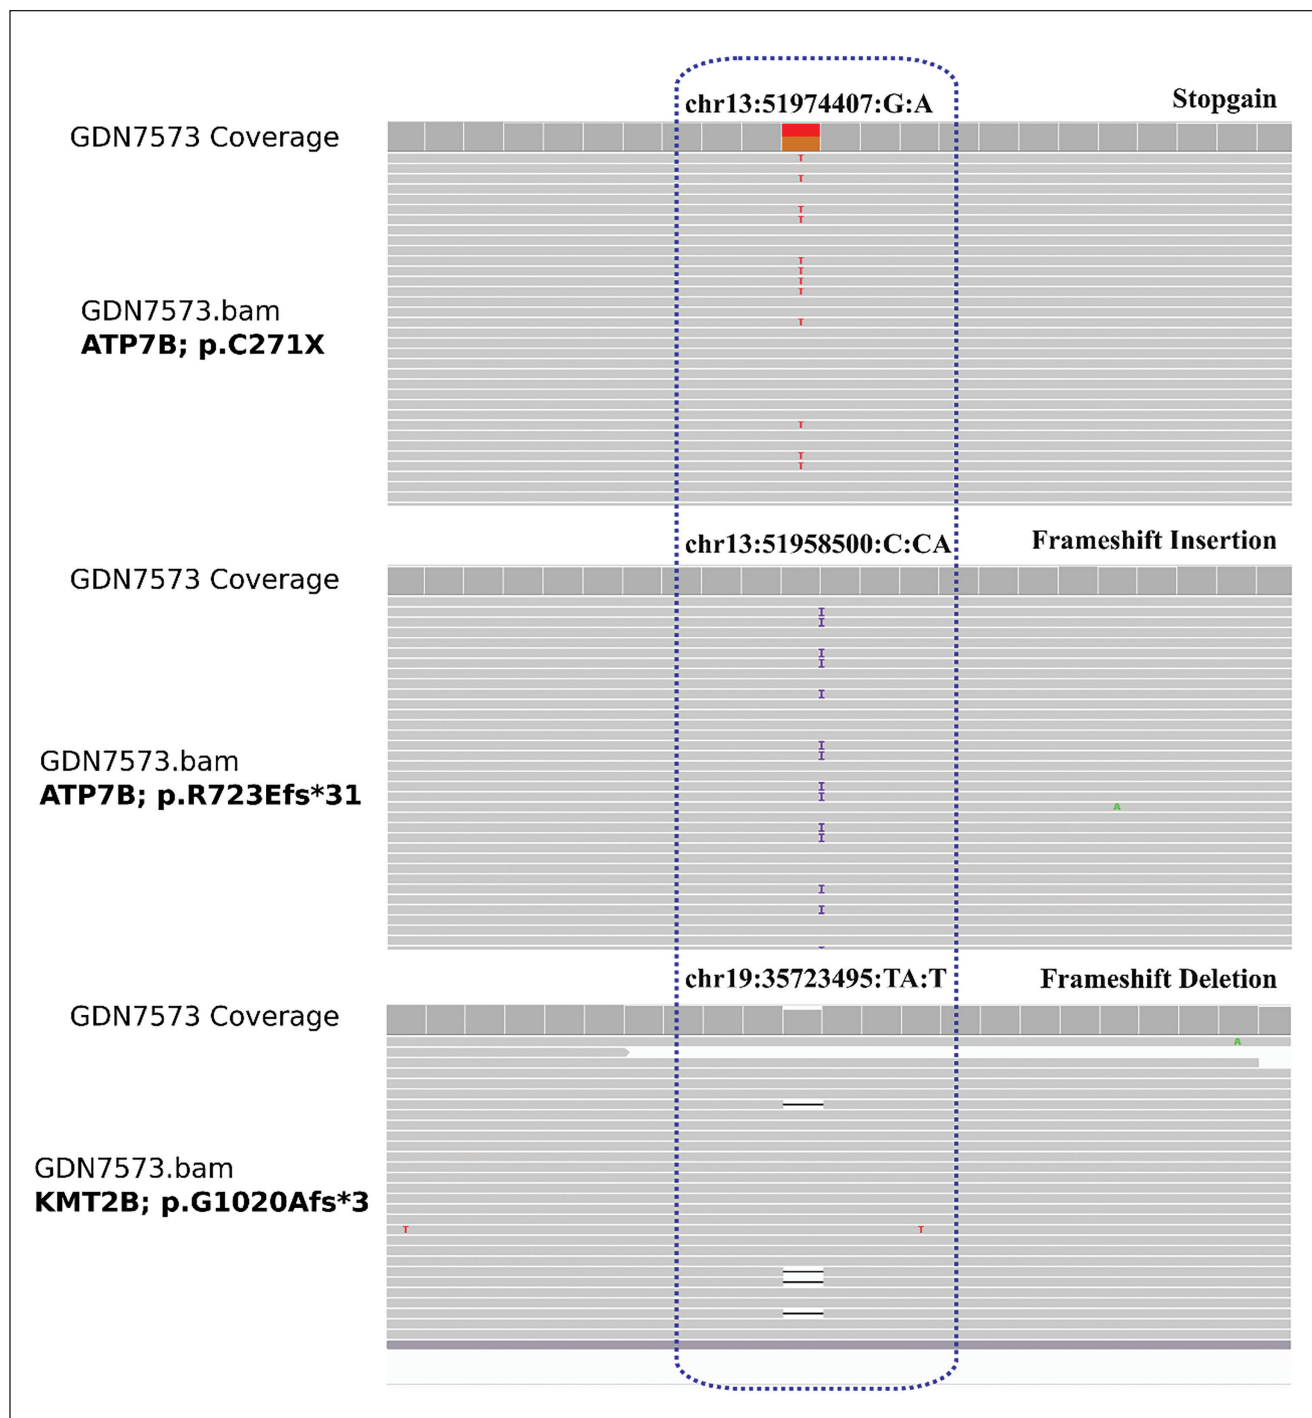 chr13:51974407:G:A
Stopgain
GDN7573 Coverage
T
T
T
T
T
T
T
T
T
T
T
T
GDN7573.bam
ATP7B; p.C271X
chr13:51958500:C:CA
Frameshift Insertion
GDN7573 Coverage
I
I
I
I
I
I
I
I
I
A
I
I
I
I
GDN7573.bam
ATP7B; p.R723Efs*31
chr19:35723495:TA:T
Frameshift Deletion
GDN7573 Coverage
A
GDN7573.bam
KMT2B; p.G1020Afs*3
T T